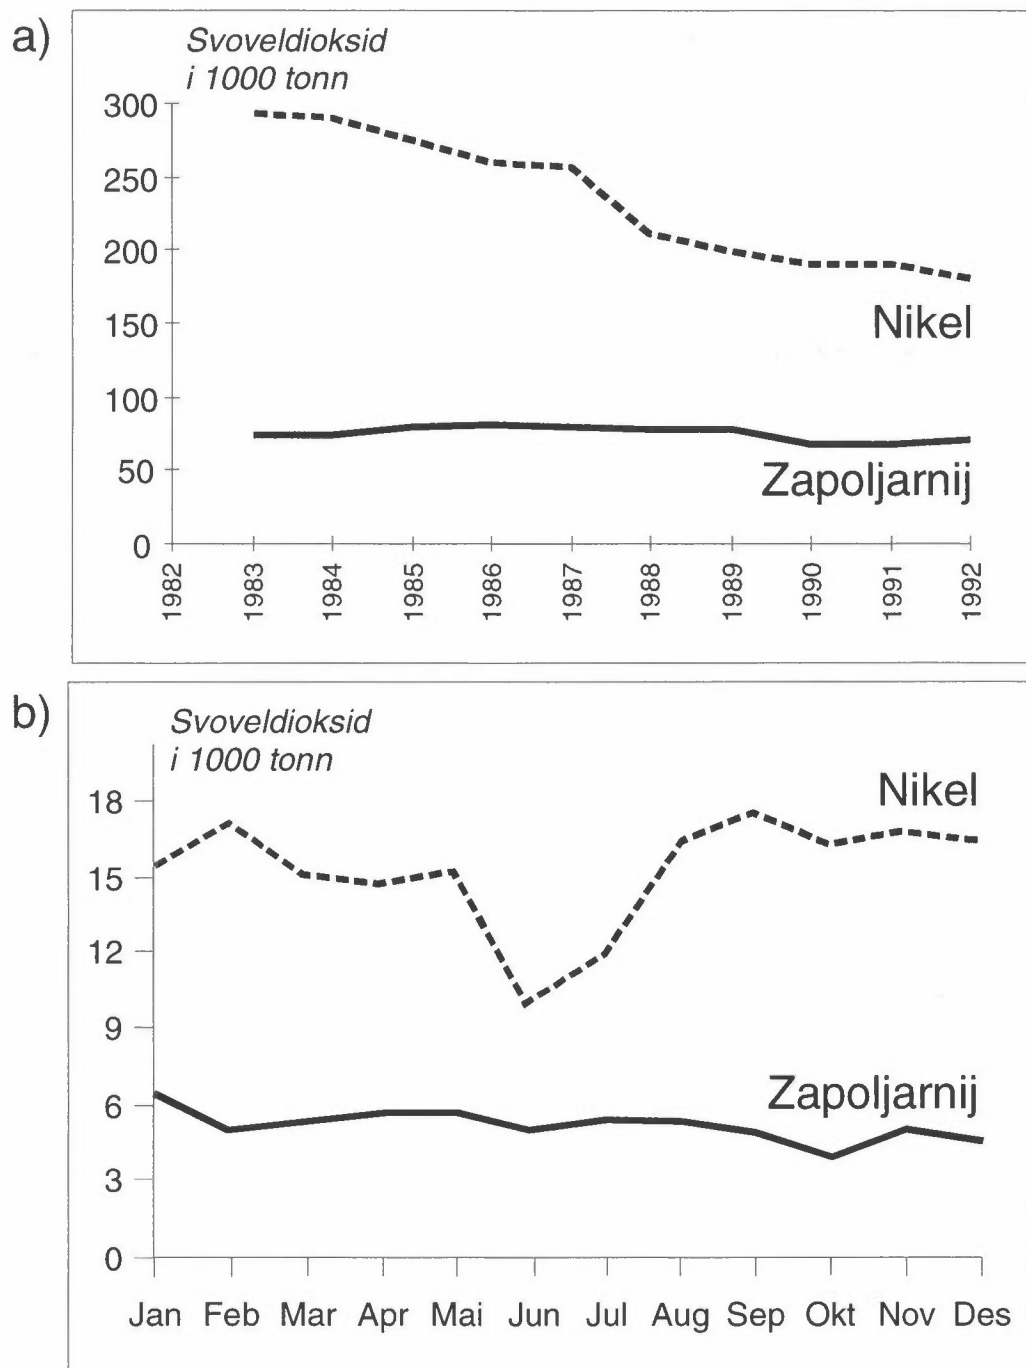 a)
Svoveldioksid
i 1000 tonn
300
250
200
150
100
50
0
Nikel
Zapoljarnij
1982 1983 1984 1985 1986 1987 1988 1989 1990 1991 1992
b)
Svoveldioksid
i 1000 tonn
18
15
12
9
6
3
0
Nikel
Zapoljarnij
Jan Feb Mar Apr Mai Jun Jul Aug Sep Okt Nov Des